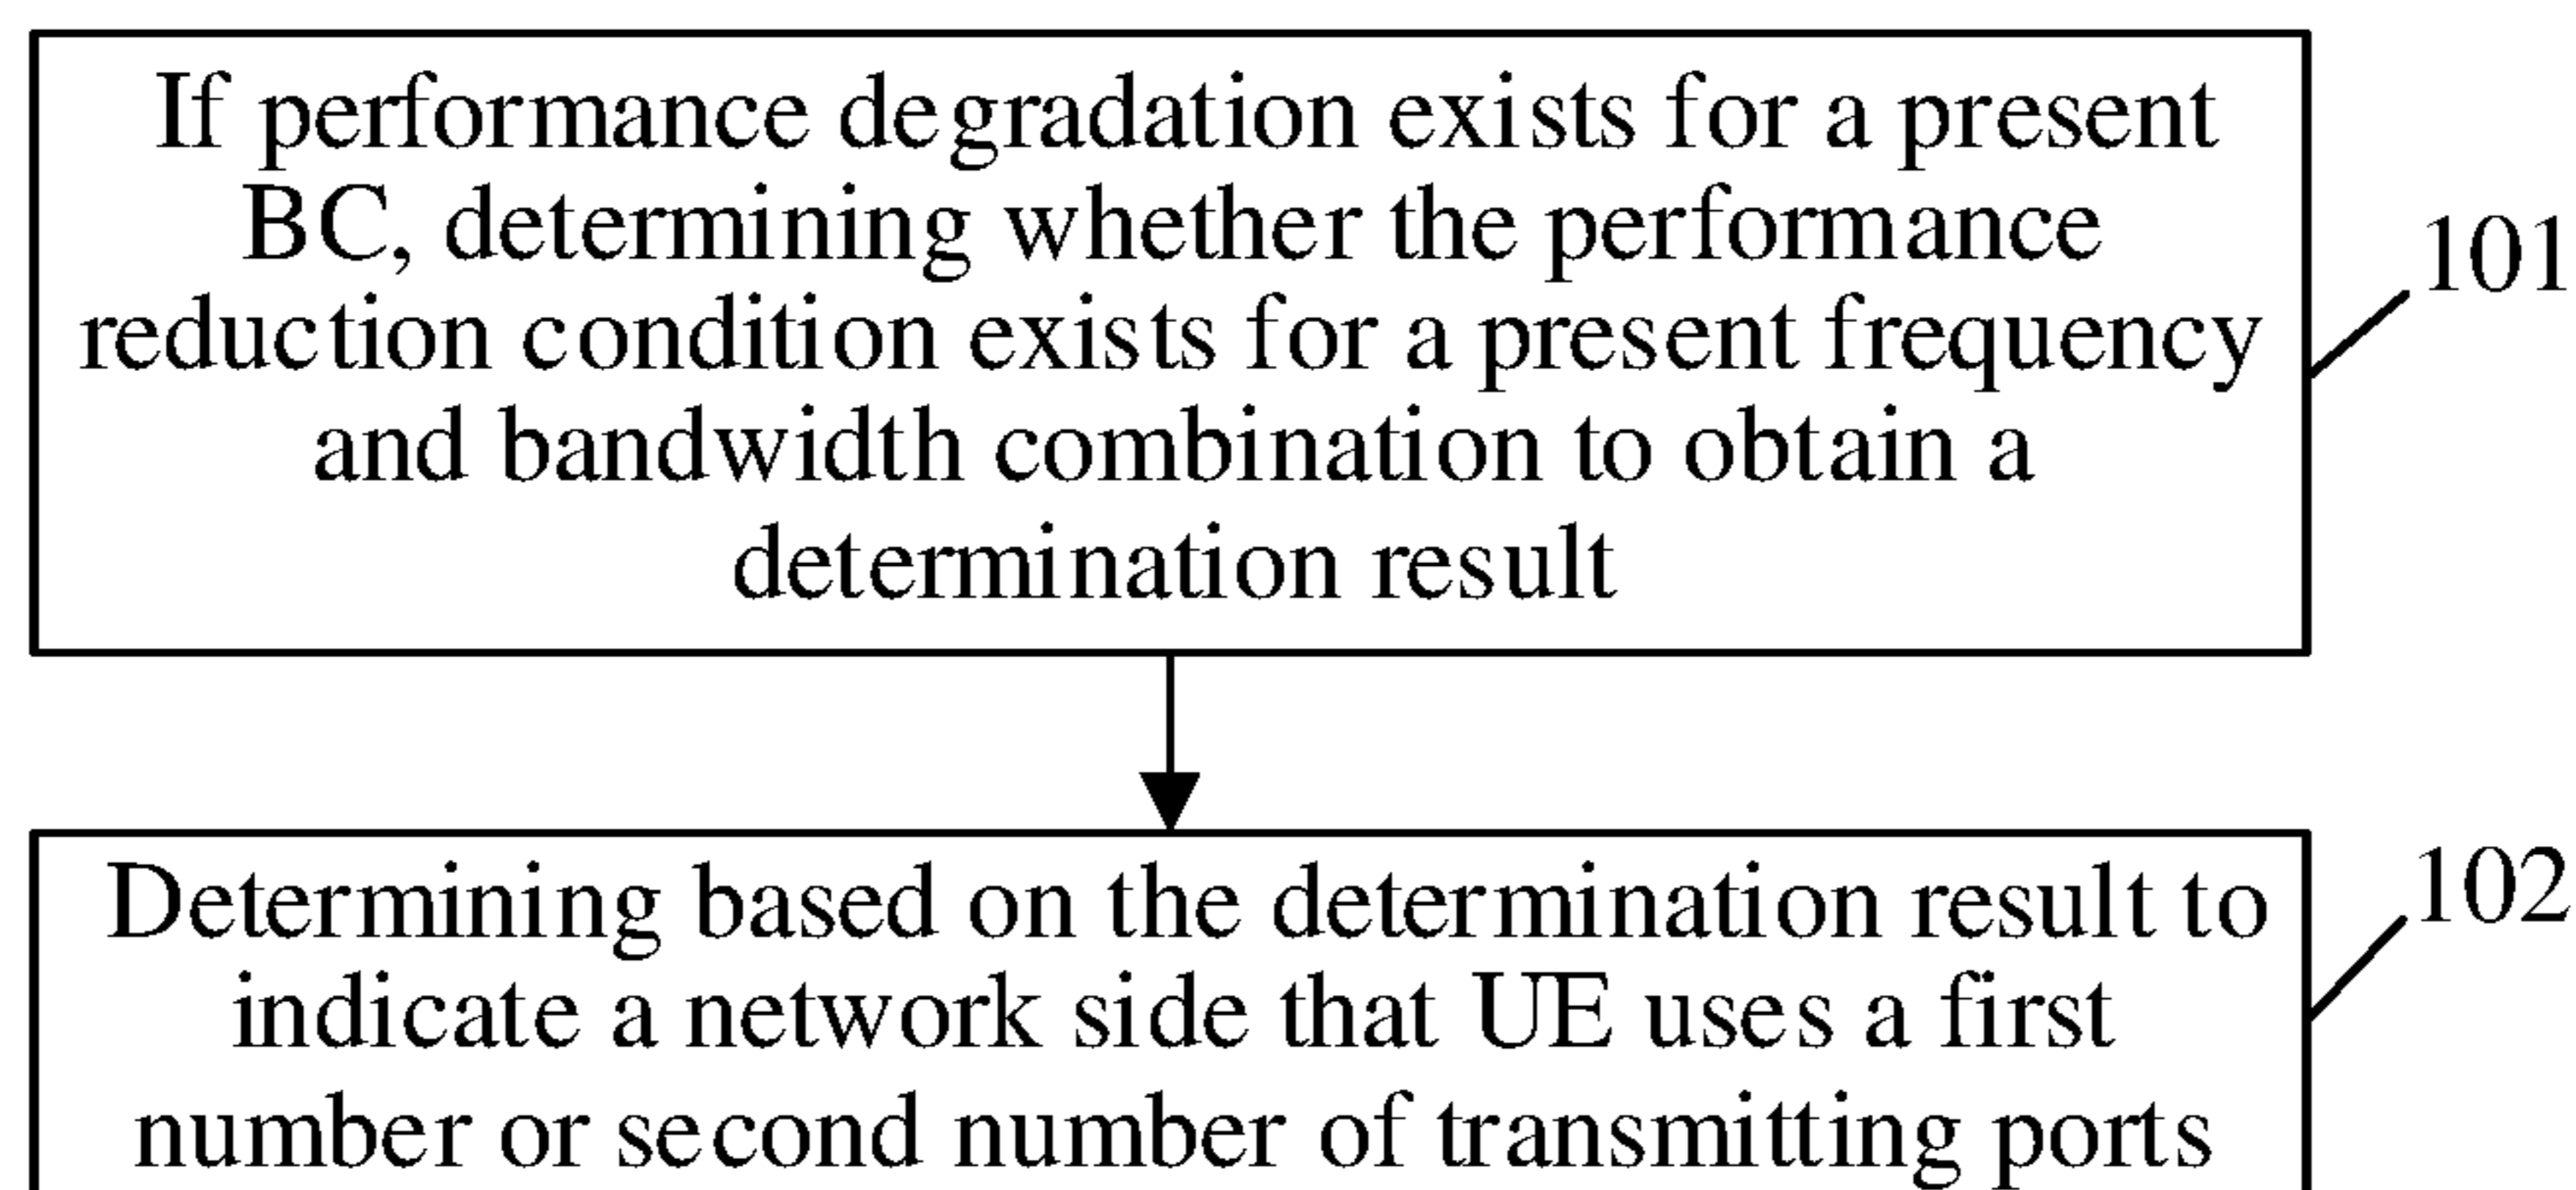 If performance degradation exists for a present
BC, determining whether the performance
reduction condition exists for a present frequency
and bandwidth combination to obtain a
determination result
101
Determining based on the determination result to
indicate a network side that UE uses a first
number or second number of transmitting ports
102